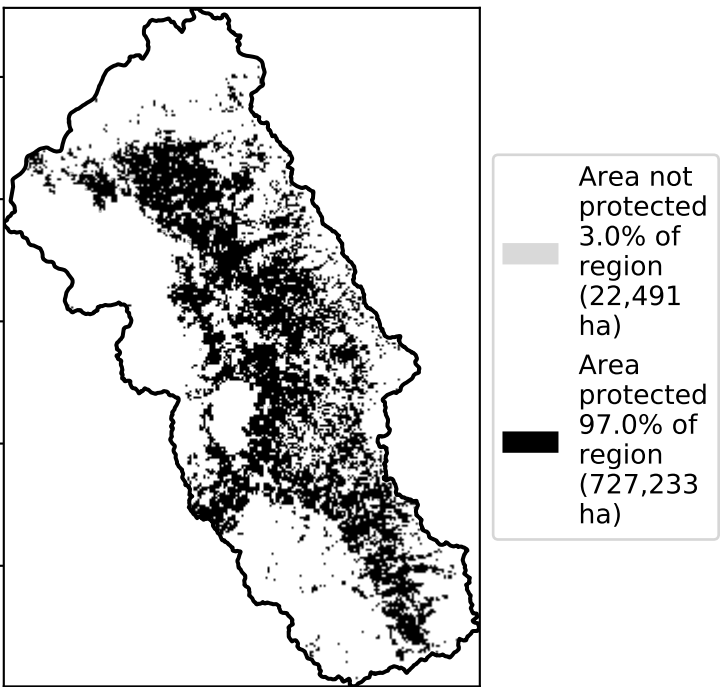 Area not
protected
3.0% of
region
(22,491
ha)
Area
protected
97.0% of
region
(727,233
ha)